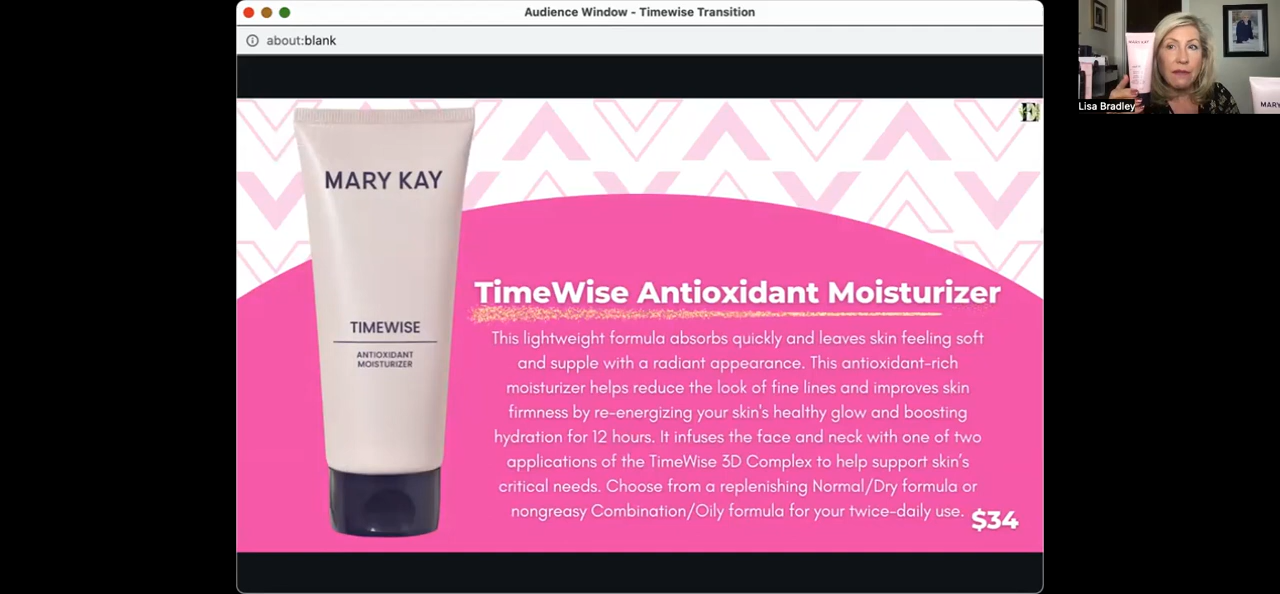 Audience Window - Timewise Transition
about:blank
MARY KAY
TIMEWISE
ANTIOXIDANT
MOISTURIZER
TimeWise Antioxidant Moisturizer
This lightweight formula absorbs quickly and leaves skin feeling soft
and supple with a radiant appearance. This antioxidant-rich
moisturizer helps reduce the look of fine lines and improves skin
firmness by re-energizing your skin's healthy glow and boosting
hydration for 12 hours. It infuses the face and neck with one of two
applications of the TimeWise 3D Complex to help support skin’s
critical needs. Choose from a replenishing Normal/Dry formula or
nongreasy Combination/Oily formula for your twice-daily use.
$34
E
MARY KAY
MARY
Lisa Bradley